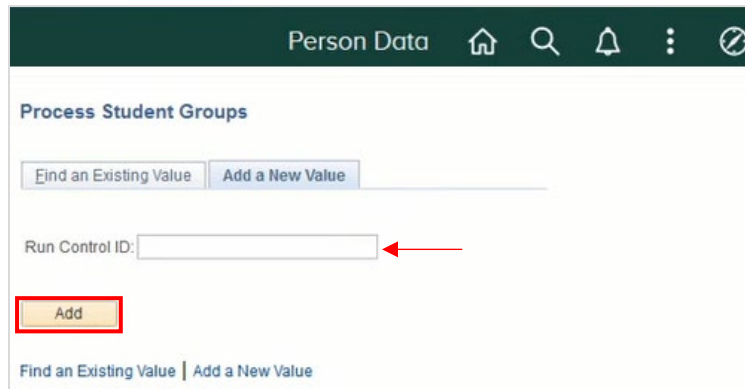 Person Data
Process Student Groups
Find an Existing Value Add a New Value
Run Control ID:
Add
Find an Existing Value | Add a New Value